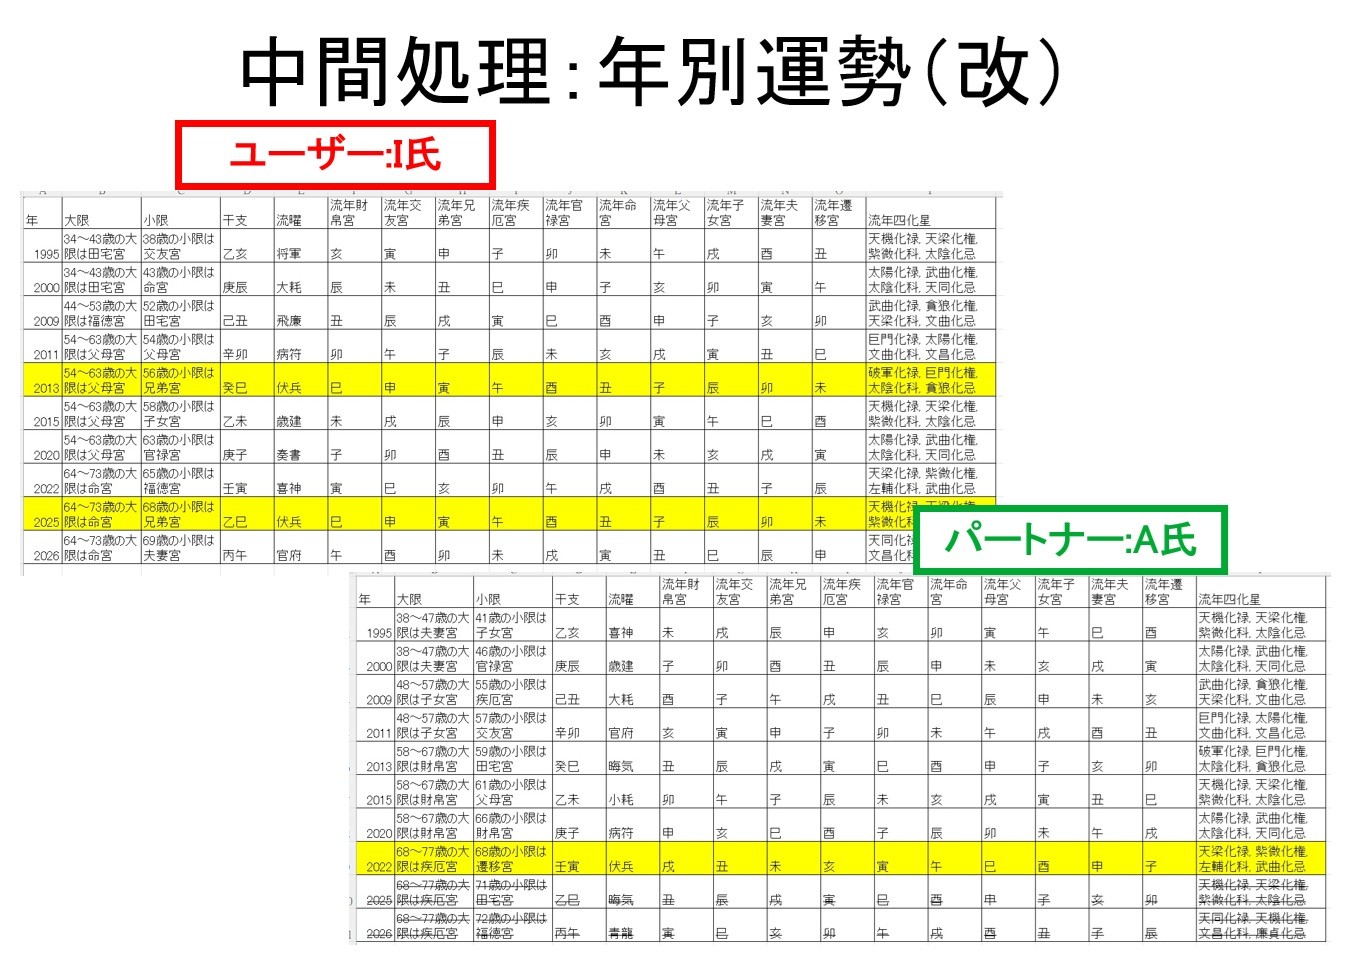 中間処理：年別運勢（改）
ユーザー:I氏
年 大限 小限 干支 流曜 流年財帛宮 流年交友宮 流年兄弟宮 流年疾厄宮 流年官禄宮 流年命宮 流年父母宮 流年子女宮 流年夫妻宮 流年遷移宮 流年四化星
1995 34～43歳の大限は田宅宮 38歳の小限は交友宮 乙亥 将軍 亥 寅 申 子 卯 未 午 戌 酉 丑 天機化禄, 天梁化権, 紫微化科, 太陰化忌
2000 34～43歳の大限は田宅宮 43歳の小限は命宮 庚辰 大耗 辰 未 丑 巳 申 子 亥 卯 寅 午 太陽化禄, 武曲化権, 太陰化科, 天同化忌
2009 44～53歳の大限は福徳宮 52歳の小限は田宅宮 己丑 飛廉 丑 辰 戌 寅 巳 酉 申 子 亥 卯 武曲化禄, 貪狼化権, 天梁化科, 文曲化忌
2011 54～63歳の大限は父母宮 54歳の小限は父母宮 辛卯 病符 卯 午 子 辰 未 亥 戌 寅 丑 巳 巨門化禄, 太陽化権, 文曲化科, 文昌化忌
2013 54～63歳の大限は父母宮 56歳の小限は兄弟宮 癸巳 伏兵 巳 申 寅 午 酉 丑 子 辰 卯 未 破軍化禄, 巨門化権, 太陰化科, 貪狼化忌
2015 54～63歳の大限は父母宮 58歳の小限は子女宮 乙未 歳建 未 戌 辰 申 亥 卯 寅 午 巳 酉 天機化禄, 天梁化権, 紫微化科, 太陰化忌
2020 54～63歳の大限は父母宮 63歳の小限は官禄宮 庚子 奏書 子 卯 酉 丑 辰 申 未 亥 戌 寅 太陽化禄, 武曲化権, 太陰化科, 天同化忌
2022 64～73歳の大限は命宮 65歳の小限は福徳宮 壬寅 喜神 寅 巳 亥 卯 午 戌 酉 丑 子 辰 天梁化禄, 紫微化権, 左輔化科, 武曲化忌
2025 64～73歳の大限は命宮 68歳の小限は兄弟宮 乙巳 伏兵 巳 申 寅 午 酉 丑 子 辰 卯 未 天機化 紫微化
2026 64～73歳の大限は命宮 69歳の小限は夫妻宮 丙午 官府 午 酉 卯 未 戌 寅 丑 巳 辰 申 天同化 文昌化
パートナー:A氏
年 大限 小限 干支 流曜 流年財帛宮 流年交友宮 流年兄弟宮 流年疾厄宮 流年官禄宮 流年命宮 流年父母宮 流年子女宮 流年夫妻宮 流年遷移宮 流年四化星
1995 38～47歳の大限は夫妻宮 41歳の小限は子女宮 乙亥 喜神 未 戌 辰 申 亥 卯 寅 午 巳 酉 天機化禄, 天梁化権, 紫微化科, 太陰化忌
2000 38～47歳の大限は夫妻宮 46歳の小限は官禄宮 庚辰 歳建 子 卯 酉 丑 辰 申 未 亥 戌 寅 太陽化禄, 武曲化権, 太陰化科, 天同化忌
2009 48～57歳の大限は子女宮 55歳の小限は疾厄宮 己丑 大耗 酉 子 午 戌 丑 巳 辰 申 未 亥 武曲化禄, 貪狼化権, 天梁化科, 文曲化忌
2011 48～57歳の大限は子女宮 57歳の小限は交友宮 辛卯 官府 亥 寅 申 子 卯 未 午 戌 酉 丑 巨門化禄, 太陽化権, 文曲化科, 文昌化忌
2013 58～67歳の大限は財帛宮 59歳の小限は田宅宮 癸巳 晦気 丑 辰 戌 寅 巳 酉 申 子 亥 卯 破軍化禄, 巨門化権, 太陰化科, 貪狼化忌
2015 58～67歳の大限は財帛宮 61歳の小限は父母宮 乙未 小耗 卯 午 子 辰 未 亥 戌 寅 丑 巳 天機化禄, 天梁化権, 紫微化科, 太陰化忌
2020 58～67歳の大限は財帛宮 66歳の小限は財帛宮 庚子 病符 申 亥 巳 酉 子 辰 卯 未 午 戌 太陽化禄, 武曲化権, 太陰化科, 天同化忌
2022 68～77歳の大限は疾厄宮 68歳の小限は遷移宮 壬寅 伏兵 戌 丑 未 亥 寅 午 巳 酉 申 子 天梁化禄, 紫微化権, 左輔化科, 武曲化忌
2025 68～77歳の大限は疾厄宮 71歳の小限は田宅宮 乙巳 晦気 丑 辰 戌 寅 巳 酉 申 子 亥 卯 天機化禄, 天梁化権, 紫微化科, 太陰化忌
2026 68～77歳の大限は疾厄宮 72歳の小限は福徳宮 丙午 青龍 寅 巳 亥 卯 午 戌 酉 丑 子 辰 天同化禄, 天機化権, 文昌化科, 廉貞化忌